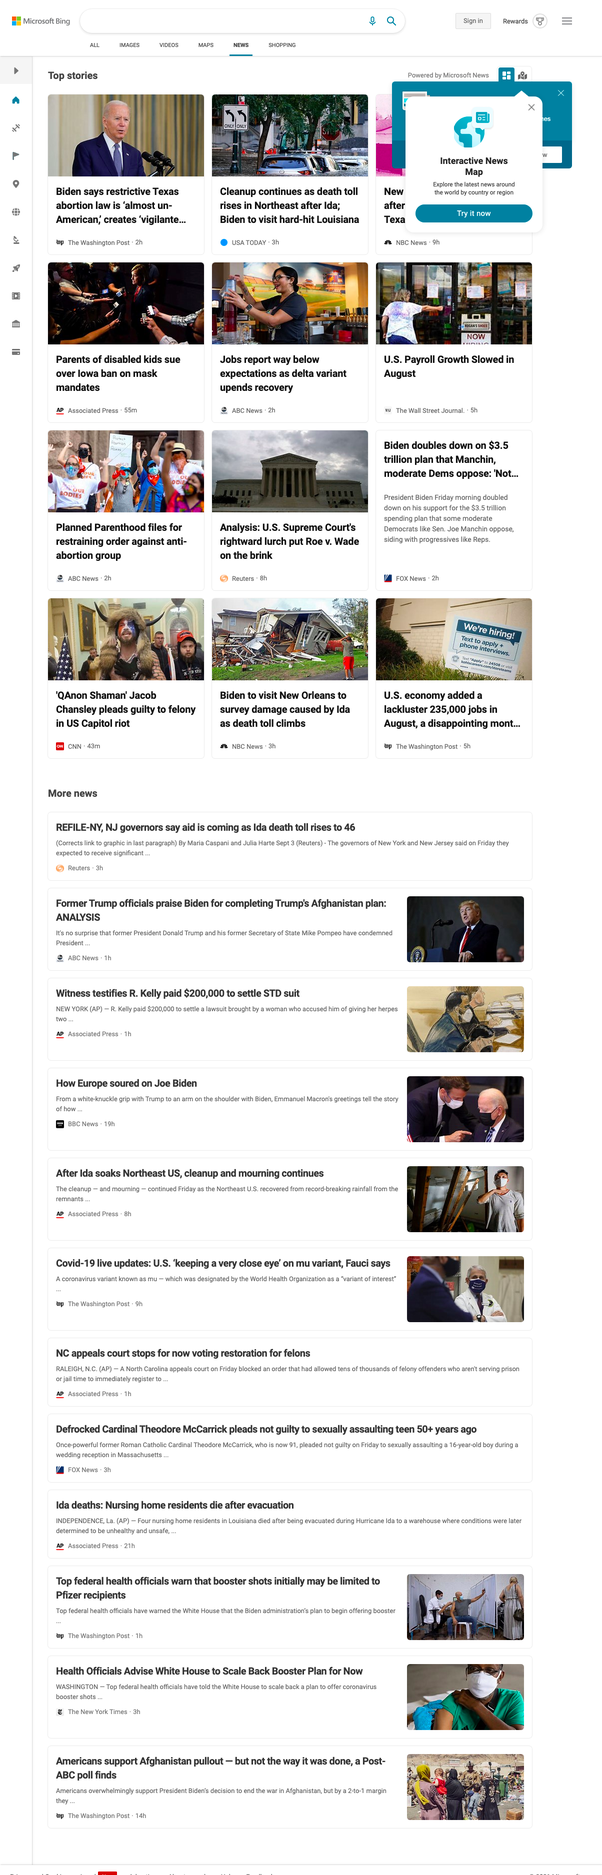 Microsoft Bing
Sign in
Rewards
ALL
IMAGES
VIDEOS
MAPS
NEWS
SHOPPING
Top stories
Powered by Microsoft News
Interactive News
Map
Explore the latest news around
the world by country or region
Try it now
Biden says restrictive Texas
abortion law is ‘almost un-
American,’ creates ‘vigilante...
The Washington Post · 2h
ONLY ONLY
Cleanup continues as death toll
rises in Northeast after Ida;
Biden to visit hard-hit Louisiana
USA TODAY · 3h
New
after
Texa
NBC News · 9h
Parents of disabled kids sue
over Iowa ban on mask
mandates
AP Associated Press · 55m
Jobs report way below
expectations as delta variant
upends recovery
ABC News · 2h
NOW
U.S. Payroll Growth Slowed in
August
The Wall Street Journal. · 5h
Planned Parenthood files for
restraining order against anti-
abortion group
ABC News · 2h
Analysis: U.S. Supreme Court's
rightward lurch put Roe v. Wade
on the brink
Reuters · 8h
Biden doubles down on $3.5
trillion plan that Manchin,
moderate Dems oppose: 'Not...
President Biden Friday morning doubled
down on his support for the $3.5 trillion
spending plan that some moderate
Democrats like Sen. Joe Manchin oppose,
siding with progressives like Reps.
FOX News · 2h
'QAnon Shaman' Jacob
Chansley pleads guilty to felony
in US Capitol riot
CNN · 43m
Biden to visit New Orleans to
survey damage caused by Ida
as death toll climbs
NBC News · 3h
We're hiring!
Text to apply +
phone interviews.
U.S. economy added a
lackluster 235,000 jobs in
August, a disappointing mont...
The Washington Post · 5h
More news
REFILE-NY, NJ governors say aid is coming as Ida death toll rises to 46
(Corrects link to graphic in last paragraph) By Maria Caspani and Julia Harte Sept 3 (Reuters) - The governors of New York and New Jersey said on Friday they
expected to receive significant ...
Reuters · 3h
Former Trump officials praise Biden for completing Trump's Afghanistan plan:
ANALYSIS
It's no surprise that former President Donald Trump and his former Secretary of State Mike Pompeo have condemned
President ...
ABC News · 1h
Witness testifies R. Kelly paid $200,000 to settle STD suit
NEW YORK (AP) — R. Kelly paid $200,000 to settle a lawsuit brought by a woman who accused him of giving her herpes
two ...
AP Associated Press · 1h
How Europe soured on Joe Biden
From a white-knuckle grip with Trump to an arm on the shoulder with Biden, Emmanuel Macron's greetings tell the story
of how ...
BBC News · 19h
After Ida soaks Northeast US, cleanup and mourning continues
The cleanup — and mourning — continued Friday as the Northeast U.S. recovered from record-breaking rainfall from the
remnants ...
AP Associated Press · 8h
Covid-19 live updates: U.S. ‘keeping a very close eye’ on mu variant, Fauci says
A coronavirus variant known as mu — which was designated by the World Health Organization as a “variant of interest”
...
The Washington Post · 9h
NC appeals court stops for now voting restoration for felons
RALEIGH, N.C. (AP) — A North Carolina appeals court on Friday blocked an order that had allowed tens of thousands of felony offenders who aren't serving prison
or jail time to immediately register to ...
AP Associated Press · 1h
Defrocked Cardinal Theodore McCarrick pleads not guilty to sexually assaulting teen 50+ years ago
Once-powerful former Roman Catholic Cardinal Theodore McCarrick, who is now 91, pleaded not guilty on Friday to sexually assaulting a 16-year-old boy during a
wedding reception in Massachusetts ...
FOX News · 3h
Ida deaths: Nursing home residents die after evacuation
INDEPENDENCE, La. (AP) — Four nursing home residents in Louisiana died after being evacuated during Hurricane Ida to a warehouse where conditions were later
determined to be unhealthy and unsafe, ...
AP Associated Press · 21h
Top federal health officials warn that booster shots initially may be limited to
Pfizer recipients
Top federal health officials have warned the White House that the Biden administration's plan to begin offering booster
...
The Washington Post · 1h
Health Officials Advise White House to Scale Back Booster Plan for Now
WASHINGTON — Top federal health officials have told the White House to scale back a plan to offer coronavirus
booster shots ...
The New York Times · 3h
Americans support Afghanistan pullout — but not the way it was done, a Post-
ABC poll finds
Americans overwhelmingly support President Biden's decision to end the war in Afghanistan, but by a 2-to-1 margin
they ...
The Washington Post · 14h